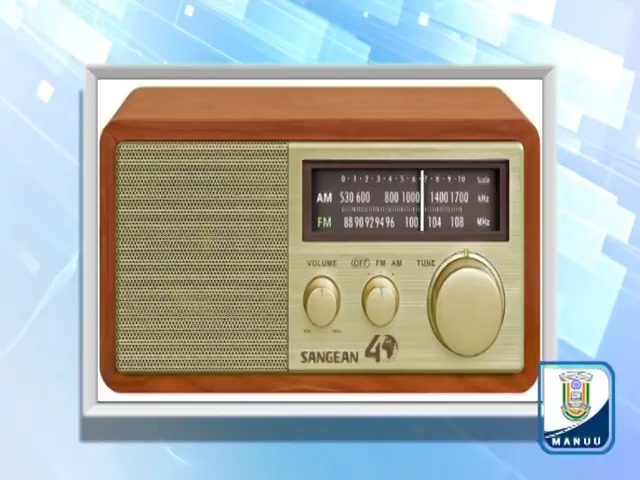 0 · 1 · 2 · 3 · 4 · 5 · 6 · 7 · 8 · 9 · 10 Scale
AM 530 600 800 1000 1400 1700 kHz
FM 88 90 92 94 96 100 104 108 MHz
VOLUME OFF FM AM TUNE
SANGEAN 40
MANUU